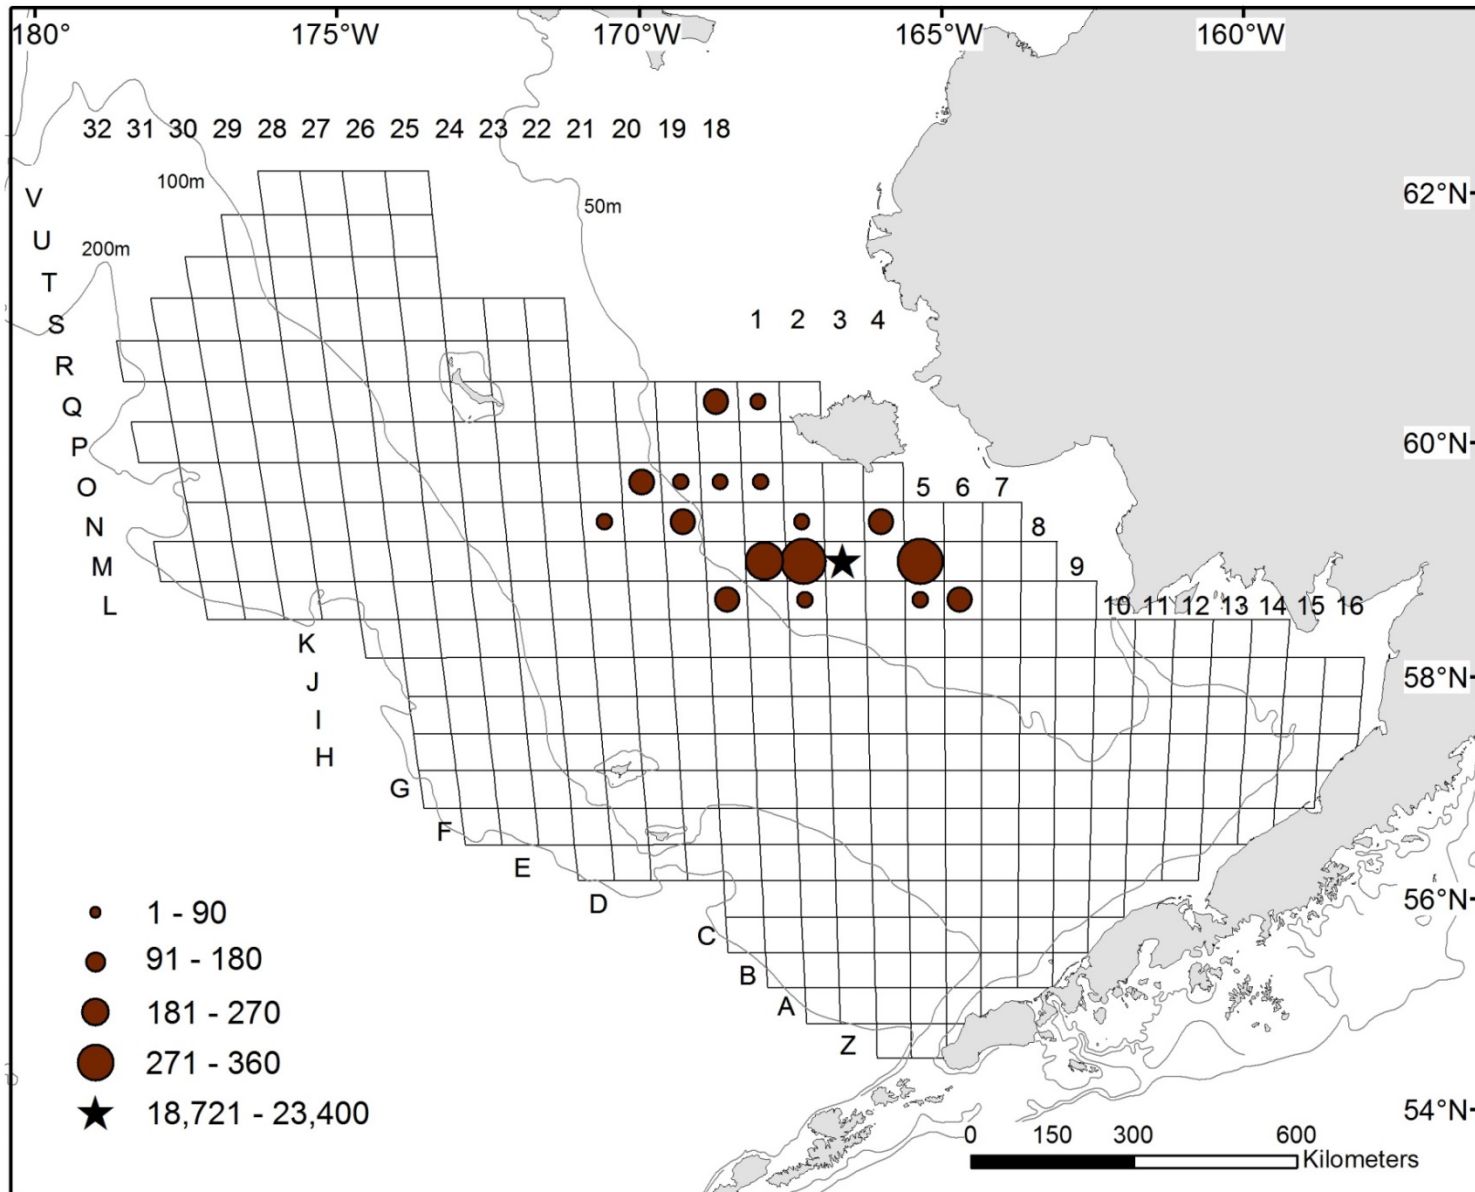 180° 175°W 170°W 165°W 160°W
32 31 30 29 28 27 26 25 24 23 22 21 20 19 18
100m
62°N
V
50m
U
200m
T
S
1 2 3 4
R
Q
P
60°N
O
5 6 7
N
8
M
9
L
10 11 12 13 14 15 16
K
J
58°N
I
H
G
F
E
D
56°N
1 - 90
C
91 - 180
B
A
181 - 270
Z
271 - 360
18,721 - 23,400
54°N
0 150 300 600
Kilometers